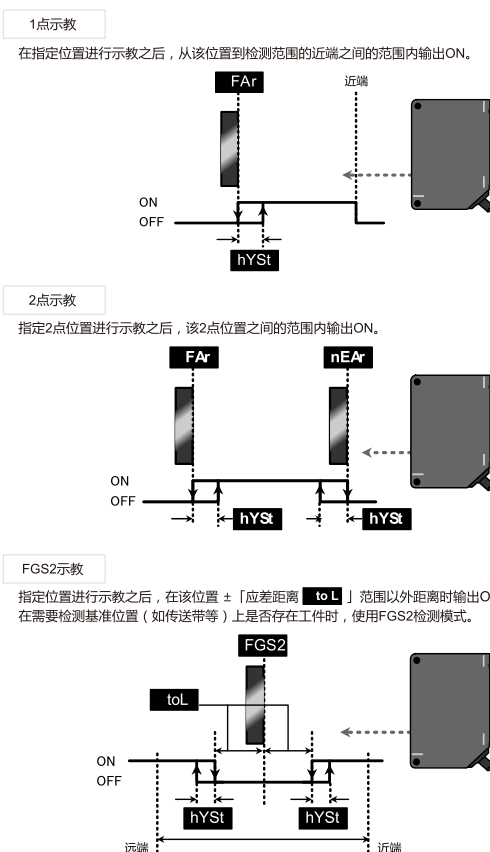 1点示教
在指定位置进行示教之后，从该位置到检测范围的近端之间的范围内输出ON。
FAr
近端
ON
OFF
hYSt
2点示教
指定2点位置进行示教之后，该2点位置之间的范围内输出ON。
FAr
nEAr
ON
OFF
hYSt
hYSt
FGS2示教
指定位置进行示教之后，在该位置 ±「应差距离 to L 」范围以外距离时输出O
在需要检测基准位置（如传送带等）上是否存在工件时，使用FGS2检测模式。
FGS2
toL
ON
OFF
hYSt
hYSt
远端
近端